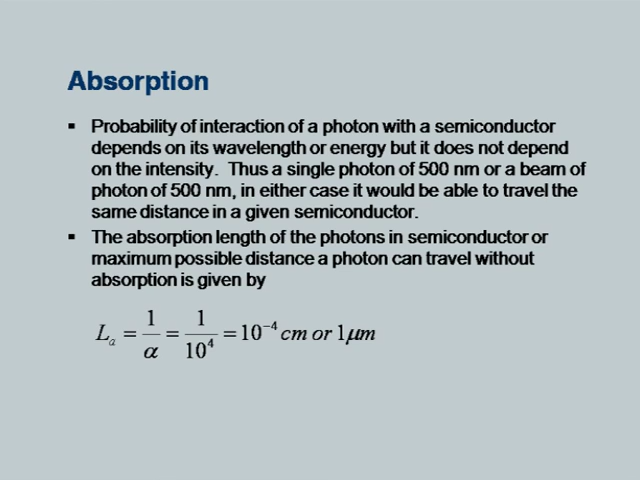 Absorption
▪ Probability of interaction of a photon with a semiconductor
depends on its wavelength or energy but it does not depend
on the intensity. Thus a single photon of 500 nm or a beam of
photon of 500 nm, in either case it would be able to travel the
same distance in a given semiconductor.
▪ The absorption length of the photons in semiconductor or
maximum possible distance a photon can travel without
absorption is given by
L_a = 1/α = 1/10^4 = 10^−4 cm or 1μm